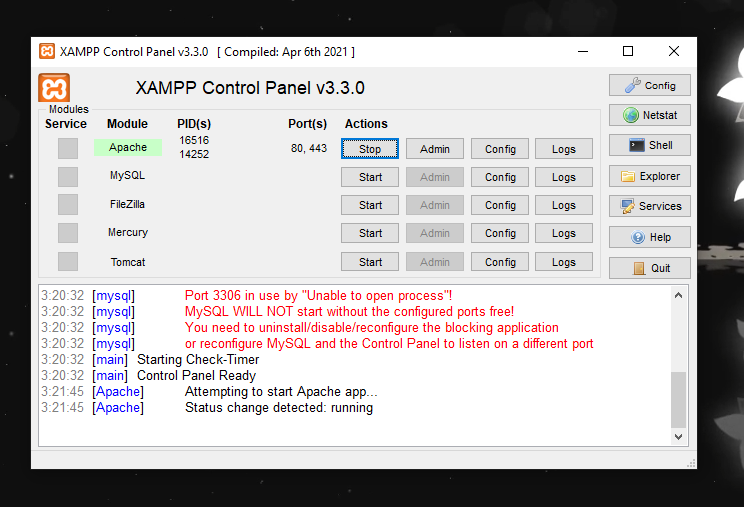 XAMPP Control Panel v3.3.0 [ Compiled: Apr 6th 2021 ]
XAMPP Control Panel v3.3.0
Config
Modules
Service Module PID(s) Port(s) Actions
Netstat
Apache 16516 80, 443 Stop Admin Config Logs
14252
Shell
MySQL Start Admin Config Logs
Explorer
FileZilla Start Admin Config Logs
Services
Mercury Start Admin Config Logs
Help
Tomcat Start Admin Config Logs
Quit
3:20:32 [mysql] Port 3306 in use by "Unable to open process"!
3:20:32 [mysql] MySQL WILL NOT start without the configured ports free!
3:20:32 [mysql] You need to uninstall/disable/reconfigure the blocking application
3:20:32 [mysql] or reconfigure MySQL and the Control Panel to listen on a different port
3:20:32 [main] Starting Check-Timer
3:20:32 [main] Control Panel Ready
3:21:45 [Apache] Attempting to start Apache app...
3:21:45 [Apache] Status change detected: running